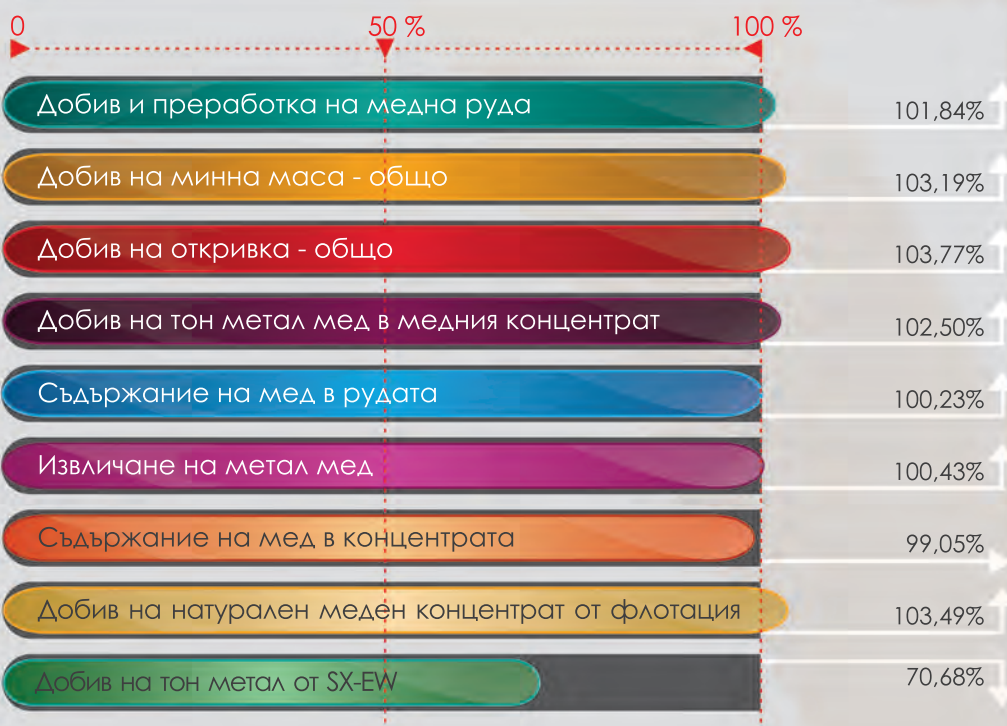 0 50 % 100 %
Добив и преработка на медна руда 101,84%
Добив на минна маса - общо 103,19%
Добив на откривка - общо 103,77%
Добив на тон метал мед в медния концентрат 102,50%
Съдържание на мед в рудата 100,23%
Извличане на метал мед 100,43%
Съдържание на мед в концентрата 99,05%
Добив на натурален меден концентрат от флотация 103,49%
Добив на тон метал от SX-EW 70,68%